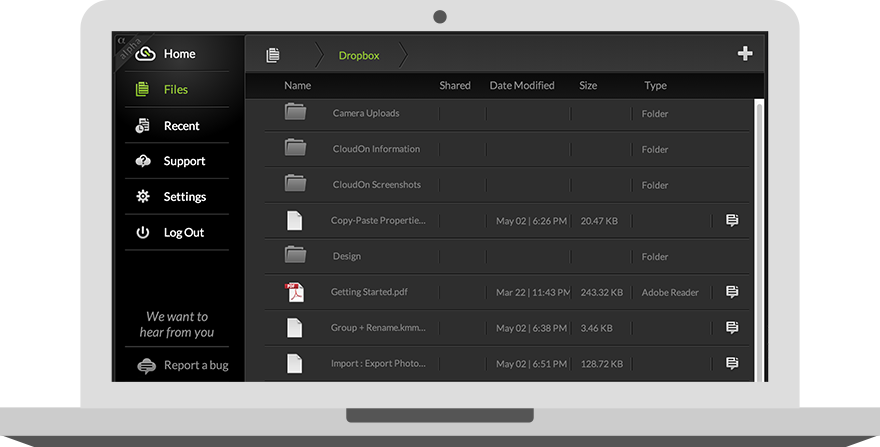 α
alpha
Home
Files
Recent
Support
Settings
Log Out
We want to
hear from you
Report a bug
Dropbox
Name Shared Date Modified Size Type
Camera Uploads Folder
CloudOn Information Folder
CloudOn Screenshots Folder
Copy-Paste Propertie... May 02 | 6:26 PM 20.47 KB
Design Folder
Getting Started.pdf Mar 22 | 11:43 PM 243.32 KB Adobe Reader
Group + Rename.kmm... May 02 | 6:38 PM 3.46 KB
Import : Export Photo... May 02 | 6:51 PM 128.72 KB